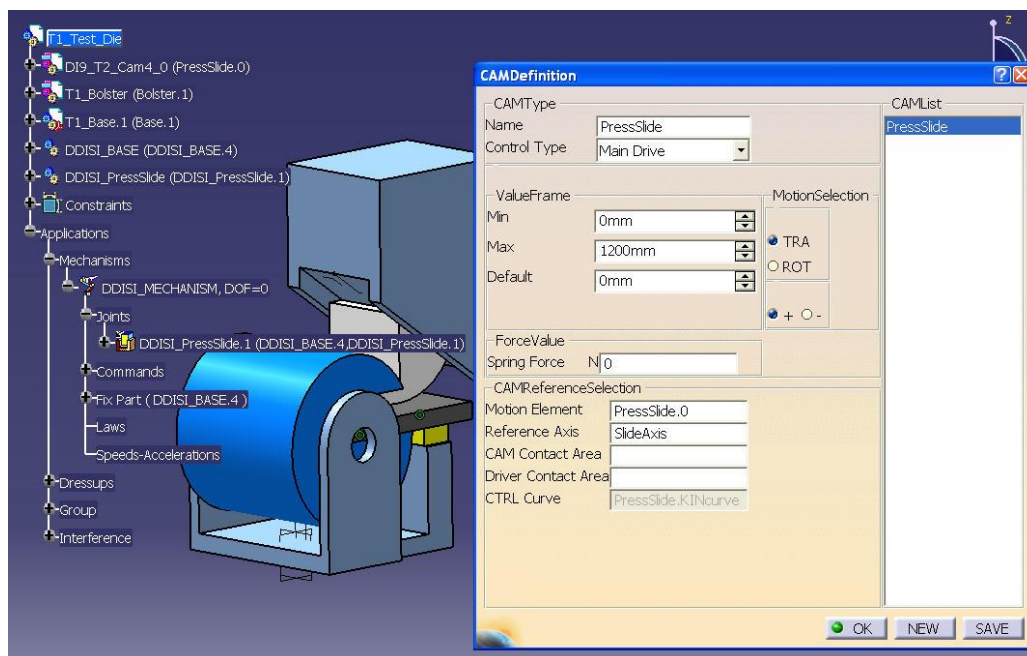 T1_Test_Die
DI9_T2_Cam4_0 (PressSlide.0)
T1_Bolster (Bolster.1)
T1_Base.1 (Base.1)
DDISI_BASE (DDISI_BASE.4)
DDISI_PressSlide (DDISI_PressSlide.1)
Constraints
Applications
Mechanisms
DDISI_MECHANISM, DOF=0
Joints
DDISI_PressSlide.1 (DDISI_BASE.4,DDISI_PressSlide.1)
Commands
Fix Part ( DDISI_BASE.4 )
Laws
Speeds-Accelerations
Dressups
Group
Interference
Z
CAMDefinition
CAMType
Name PressSlide
Control Type Main Drive
ValueFrame
Min 0mm
Max 1200mm
Default 0mm
MotionSelection
TRA
ROT
+ -
ForceValue
Spring Force N 0
CAMReferenceSelection
Motion Element PressSlide.0
Reference Axis SlideAxis
CAM Contact Area
Driver Contact Area
CTRL Curve PressSlide.KINcurve
CAMList
PressSlide
OK NEW SAVE